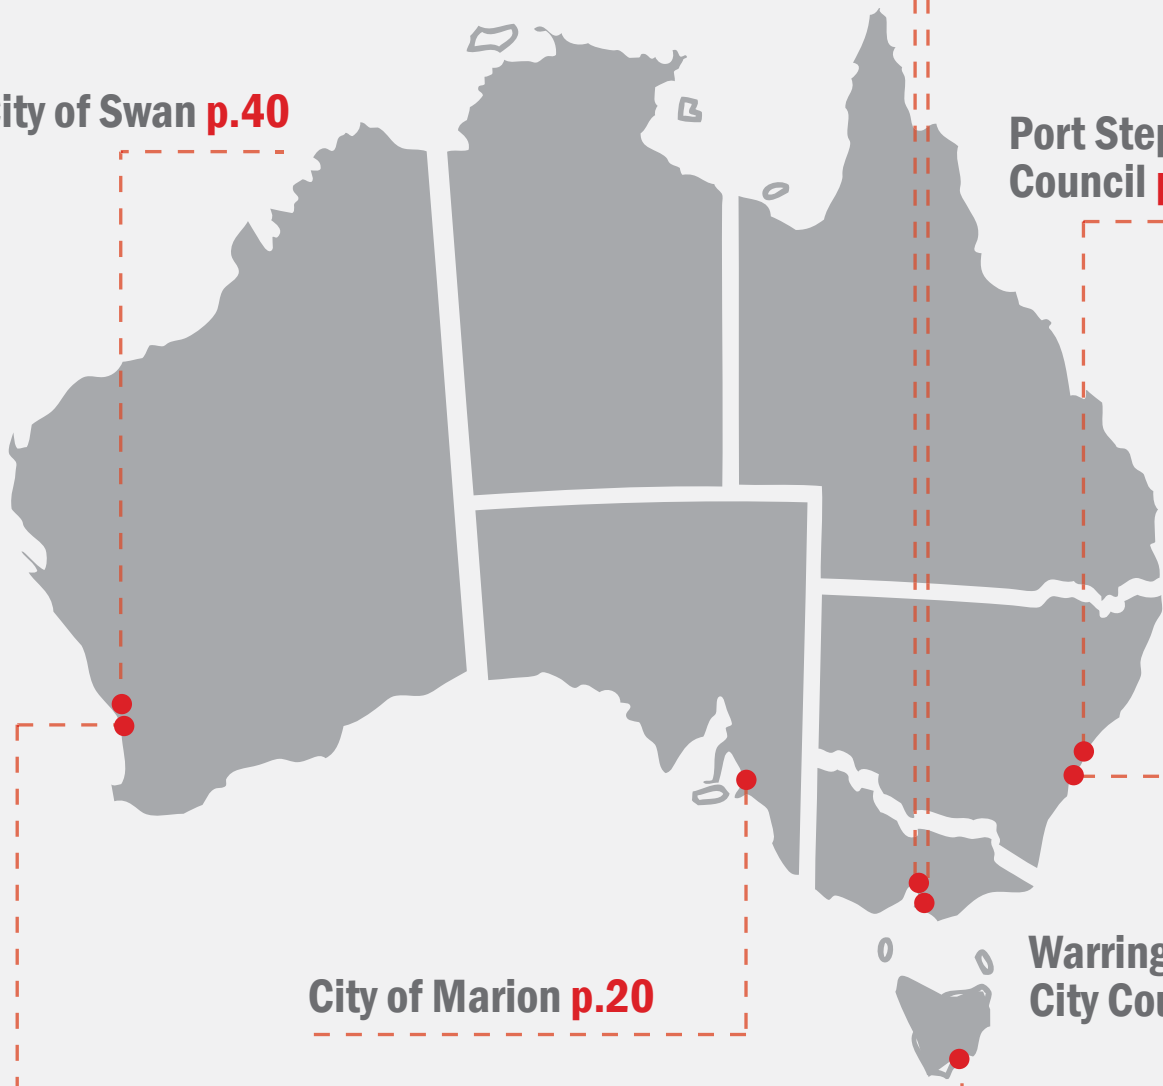 ity of Swan p.40
Port Step
Council p
City of Marion p.20
Warring
City Cou